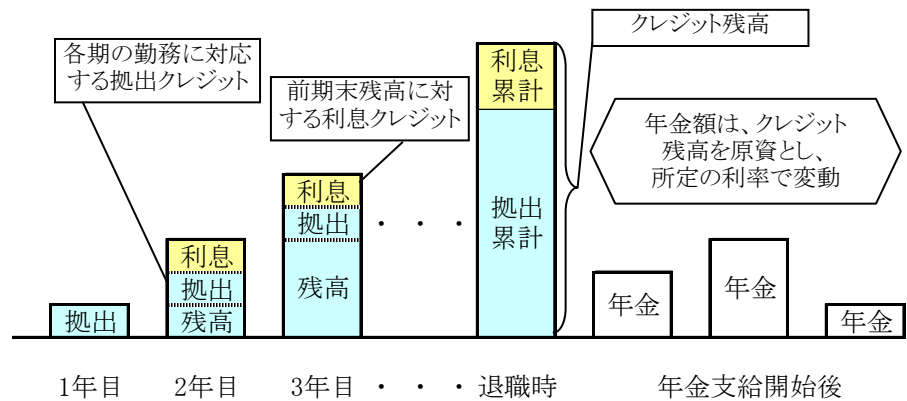 各期の勤務に対応
する拠出クレジット
前期末残高に対
する利息クレジット
クレジット残高
年金額は、クレジット
残高を原資とし、
所定の利率で変動
拠出
利息
拠出
残高
利息
拠出
残高
・ ・ ・
利息
累計
拠出
累計
年金
年金
年金
1年目 2年目 3年目 ・ ・ ・ 退職時 年金支給開始後